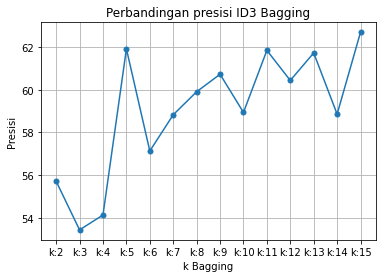 Perbandingan presisi ID3 Bagging
Presisi
62
60
58
56
54
k:2 k:3 k:4 k:5 k:6 k:7 k:8 k:9 k:10 k:11 k:12 k:13 k:14 k:15
k Bagging